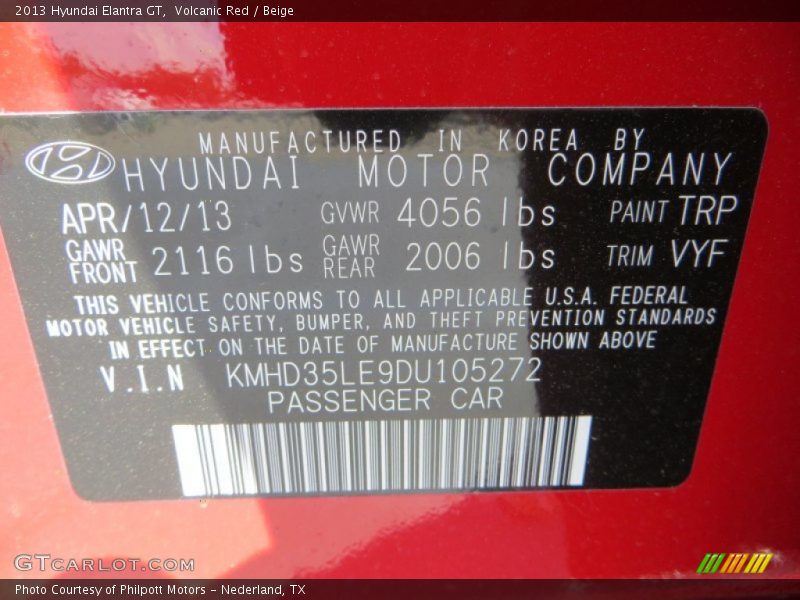 2013 Hyundai Elantra GT, Volcanic Red / Beige
MANUFACTURED IN KOREA BY
HYUNDAI MOTOR COMPANY
APR/12/13 GVWR 4056 lbs PAINT TRP
GAWR FRONT 2116 lbs GAWR REAR 2006 lbs TRIM VYF
THIS VEHICLE CONFORMS TO ALL APPLICABLE U.S.A. FEDERAL
MOTOR VEHICLE SAFETY, BUMPER, AND THEFT PREVENTION STANDARDS
IN EFFECT ON THE DATE OF MANUFACTURE SHOWN ABOVE
V.I.N KMHD35LE9DU105272
PASSENGER CAR
GTCARLOT.COM
Photo Courtesy of Philpott Motors - Nederland, TX